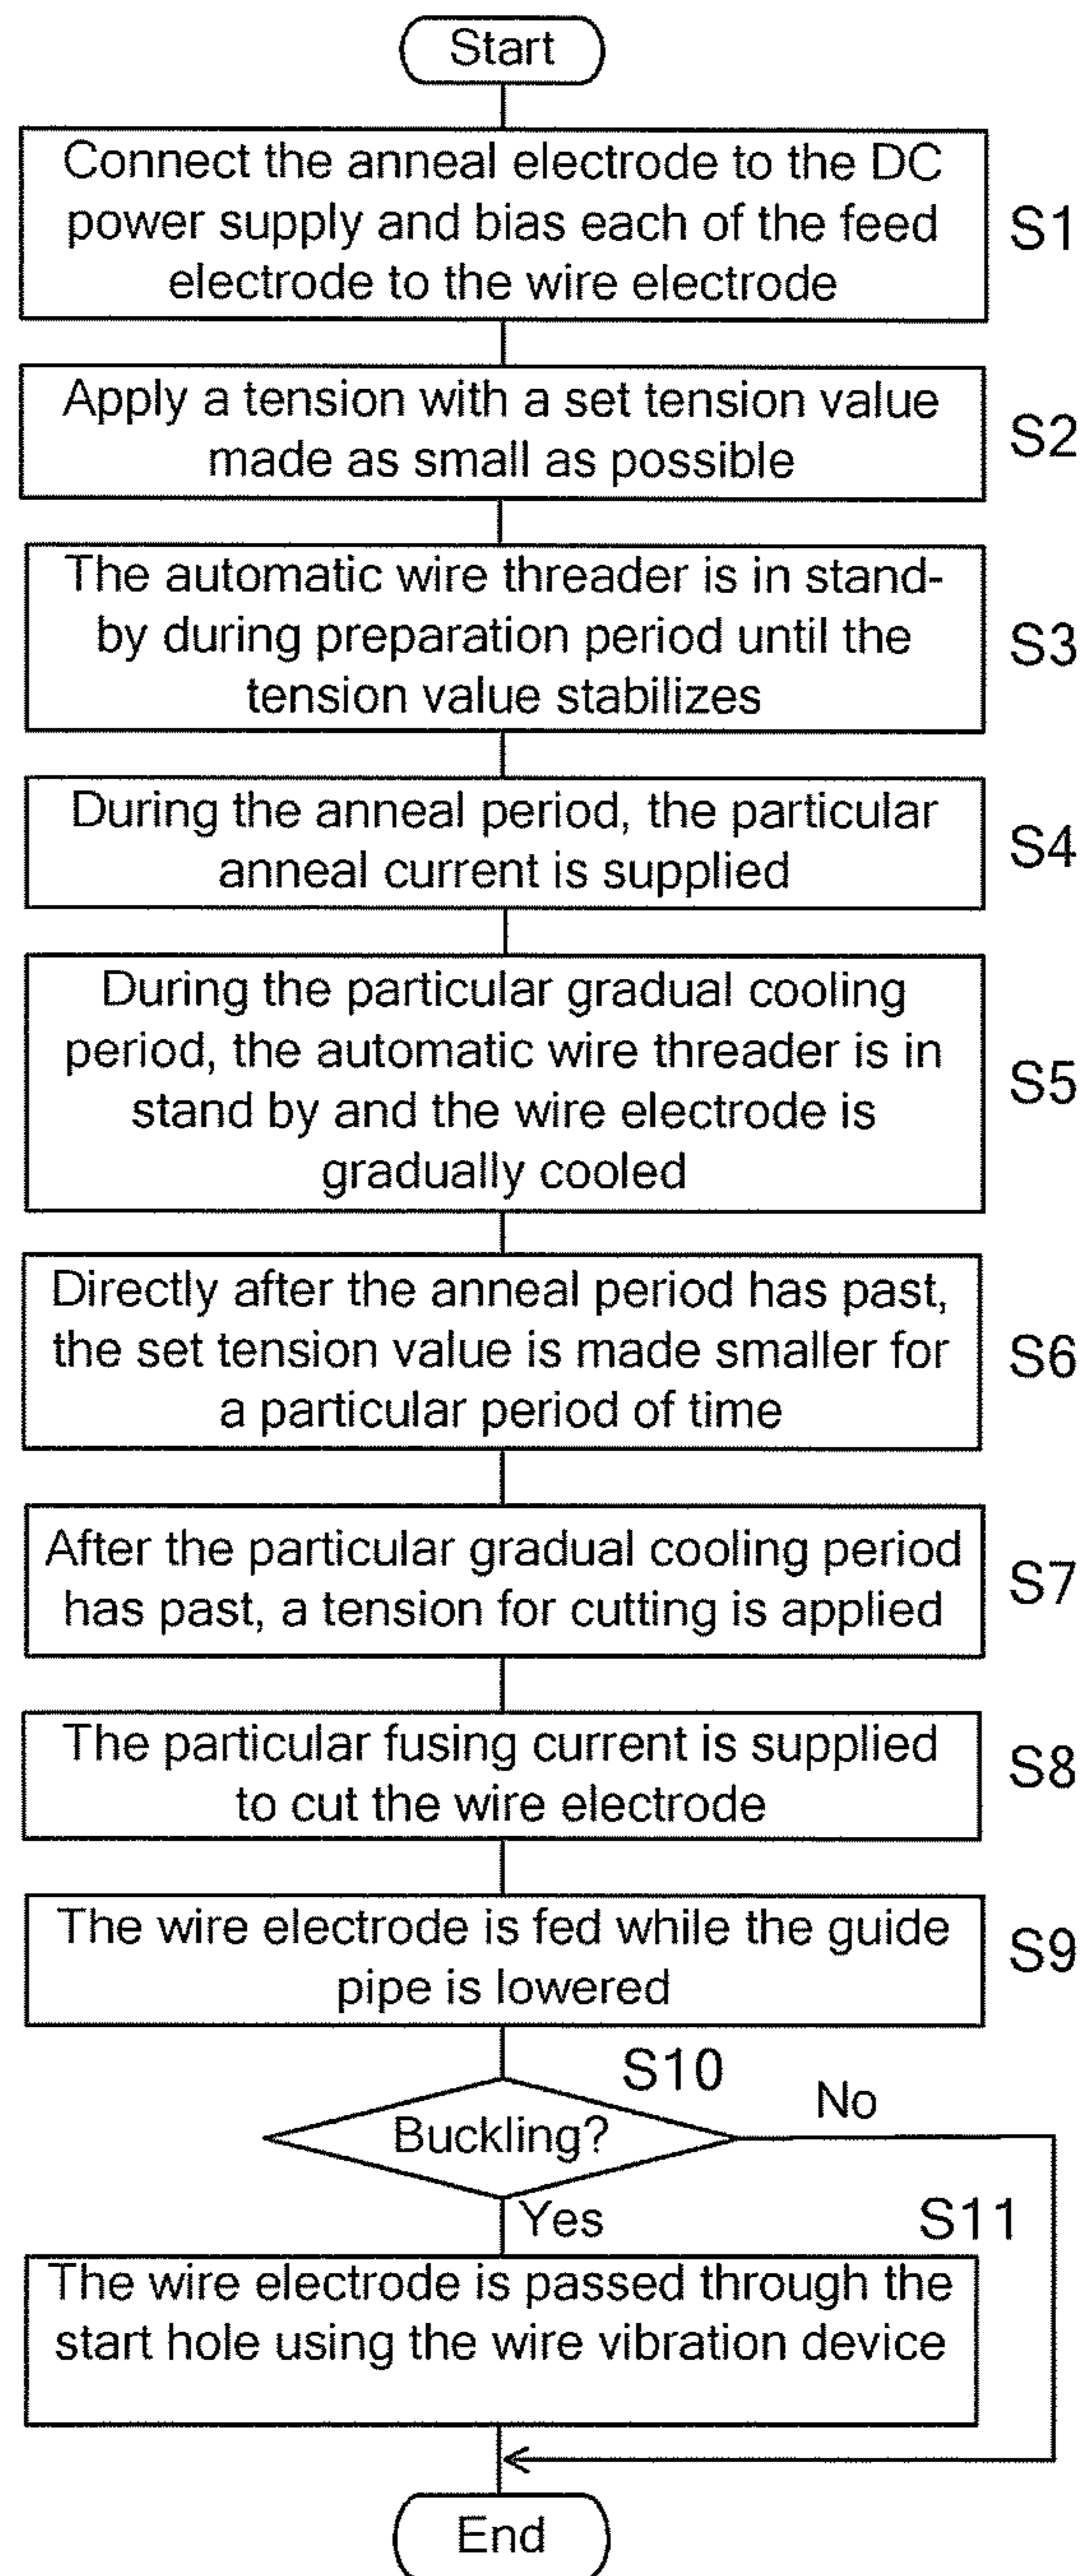 Start
Connect the anneal electrode to the DC
power supply and bias each of the feed
electrode to the wire electrode
S1
Apply a tension with a set tension value
made as small as possible
S2
The automatic wire threader is in stand-
by during preparation period until the
tension value stabilizes
S3
During the anneal period, the particular
anneal current is supplied
S4
During the particular gradual cooling
period, the automatic wire threader is in
stand by and the wire electrode is
gradually cooled
S5
Directly after the anneal period has past,
the set tension value is made smaller for
a particular period of time
S6
After the particular gradual cooling period
has past, a tension for cutting is applied
S7
The particular fusing current is supplied
to cut the wire electrode
S8
The wire electrode is fed while the guide
pipe is lowered
S9
S10
Buckling?
No
Yes
S11
The wire electrode is passed through the
start hole using the wire vibration device
End